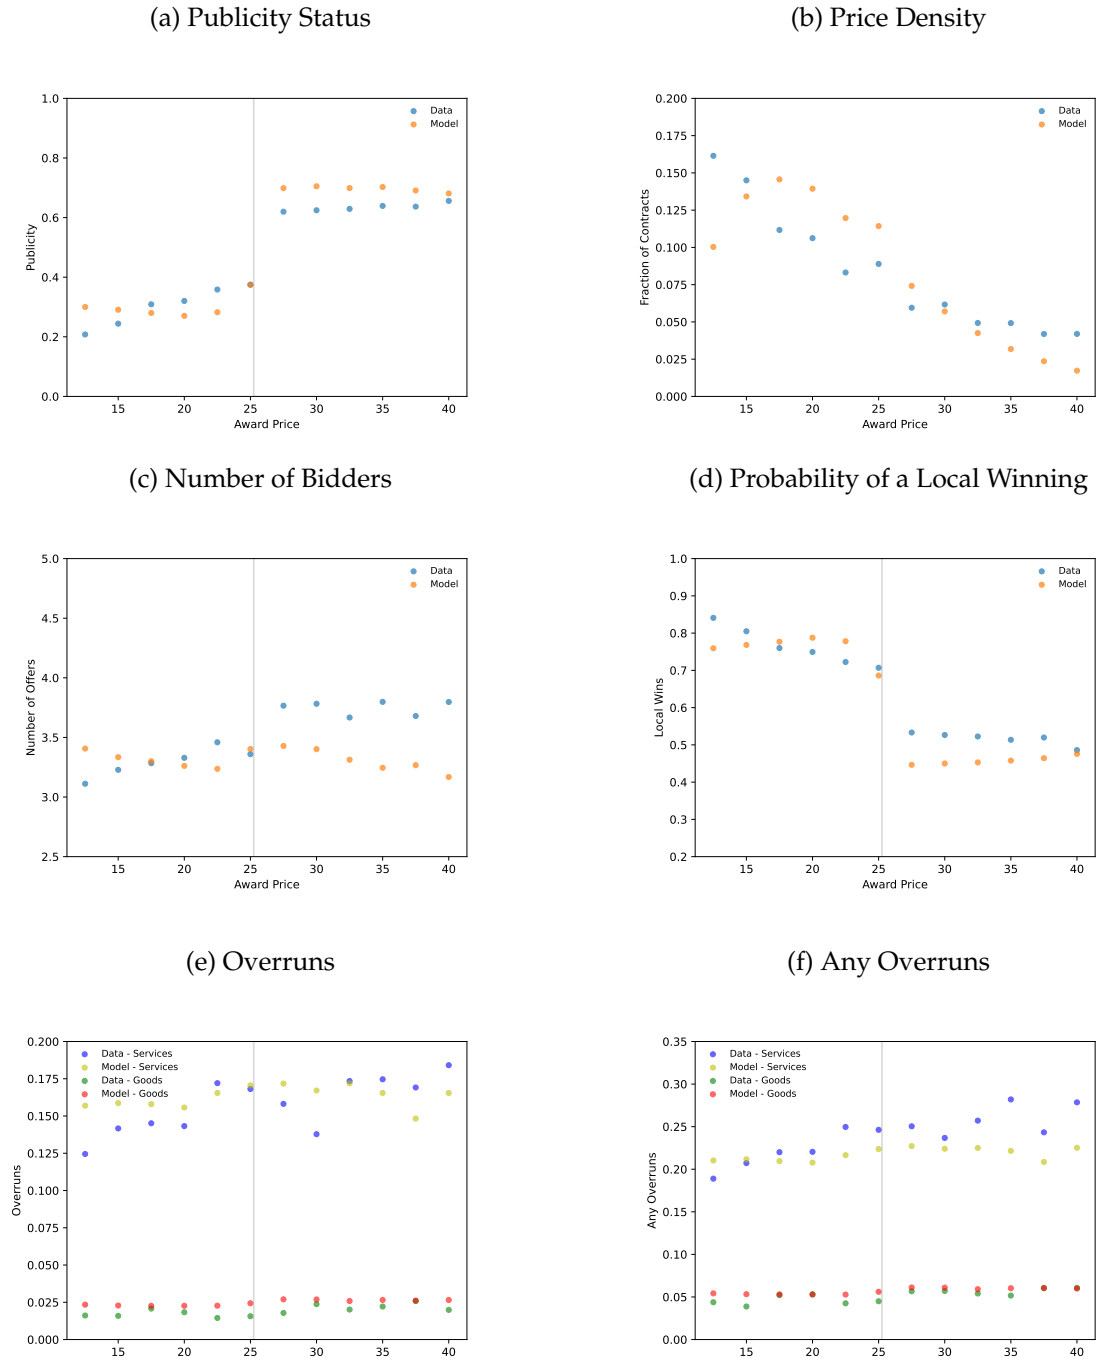 (a) Publicity Status
1.0
0.8
0.6
0.4
0.2
0.0
Publicity
Data
Model
15 20 25 30 35 40
Award Price
(b) Price Density
0.200
0.175
0.150
0.125
0.100
0.075
0.050
0.025
0.000
Fraction of Contracts
Data
Model
15 20 25 30 35 40
Award Price
(c) Number of Bidders
5.0
4.5
4.0
3.5
3.0
2.5
Number of Offers
Data
Model
15 20 25 30 35 40
Award Price
(d) Probability of a Local Winning
1.0
0.9
0.8
0.7
0.6
0.5
0.4
0.3
0.2
Local Wins
Data
Model
15 20 25 30 35 40
Award Price
(e) Overruns
0.200
0.175
0.150
0.125
0.100
0.075
0.050
0.025
0.000
Overruns
Data - Services
Model - Services
Data - Goods
Model - Goods
15 20 25 30 35 40
(f) Any Overruns
0.35
0.30
0.25
0.20
0.15
0.10
0.05
0.00
Any Overruns
Data - Services
Model - Services
Data - Goods
Model - Goods
15 20 25 30 35 40